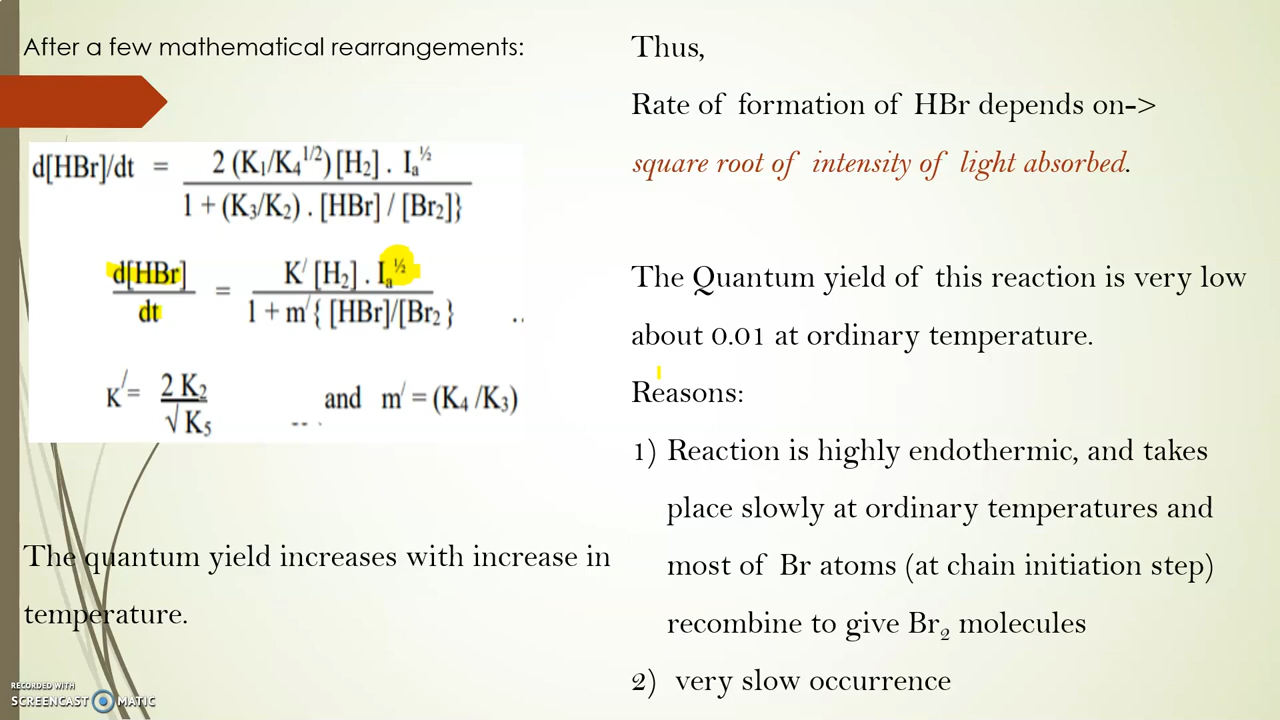 After a few mathematical rearrangements:
d[HBr]/dt = 2 (K₁/K₄^1/2) [H₂] . Iₐ^½
1 + (K₃/K₂) . [HBr] / [Br₂]}
d[HBr] = K/ [H₂] . Iₐ^½
dt 1 + m/ { [HBr]/[Br₂ }
K/ = 2 K₂ and m/ = (K₄ /K₃)
√ K₅
The quantum yield increases with increase in
temperature.
Thus,
Rate of formation of HBr depends on->
square root of intensity of light absorbed.
The Quantum yield of this reaction is very low
about 0.01 at ordinary temperature.
Reasons:
1) Reaction is highly endothermic, and takes
place slowly at ordinary temperatures and
most of Br atoms (at chain initiation step)
recombine to give Br₂ molecules
2) very slow occurrence
RECORDED WITH
SCREENCAST MATIC